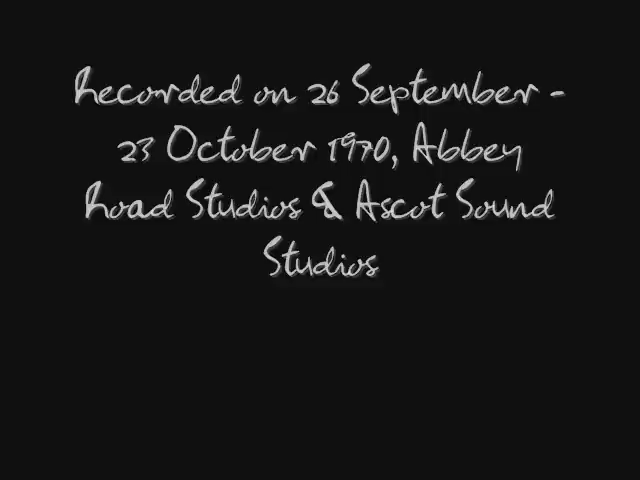 Recorded on 26 September -
23 October 1970, Abbey
Road Studios & Ascot Sound
Studios